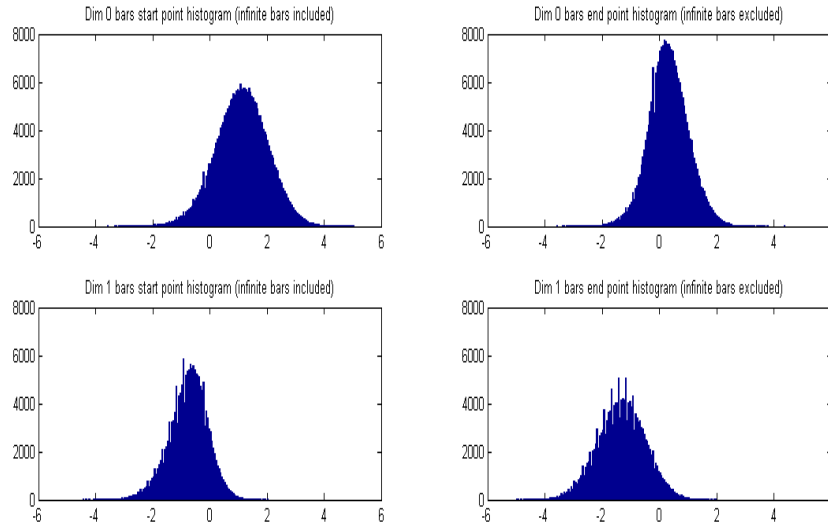 Dim 0 bars start point histogram (infinite bars included)
8000
6000
4000
2000
0
-6 -4 -2 0 2 4 6
Dim 0 bars end point histogram (infinite bars excluded)
8000
6000
4000
2000
0
-6 -4 -2 0 2 4
Dim 1 bars start point histogram (infinite bars included)
8000
6000
4000
2000
0
-6 -4 -2 0 2 4 6
Dim 1 bars end point histogram (infinite bars excluded)
8000
6000
4000
2000
0
-6 -4 -2 0 2 4